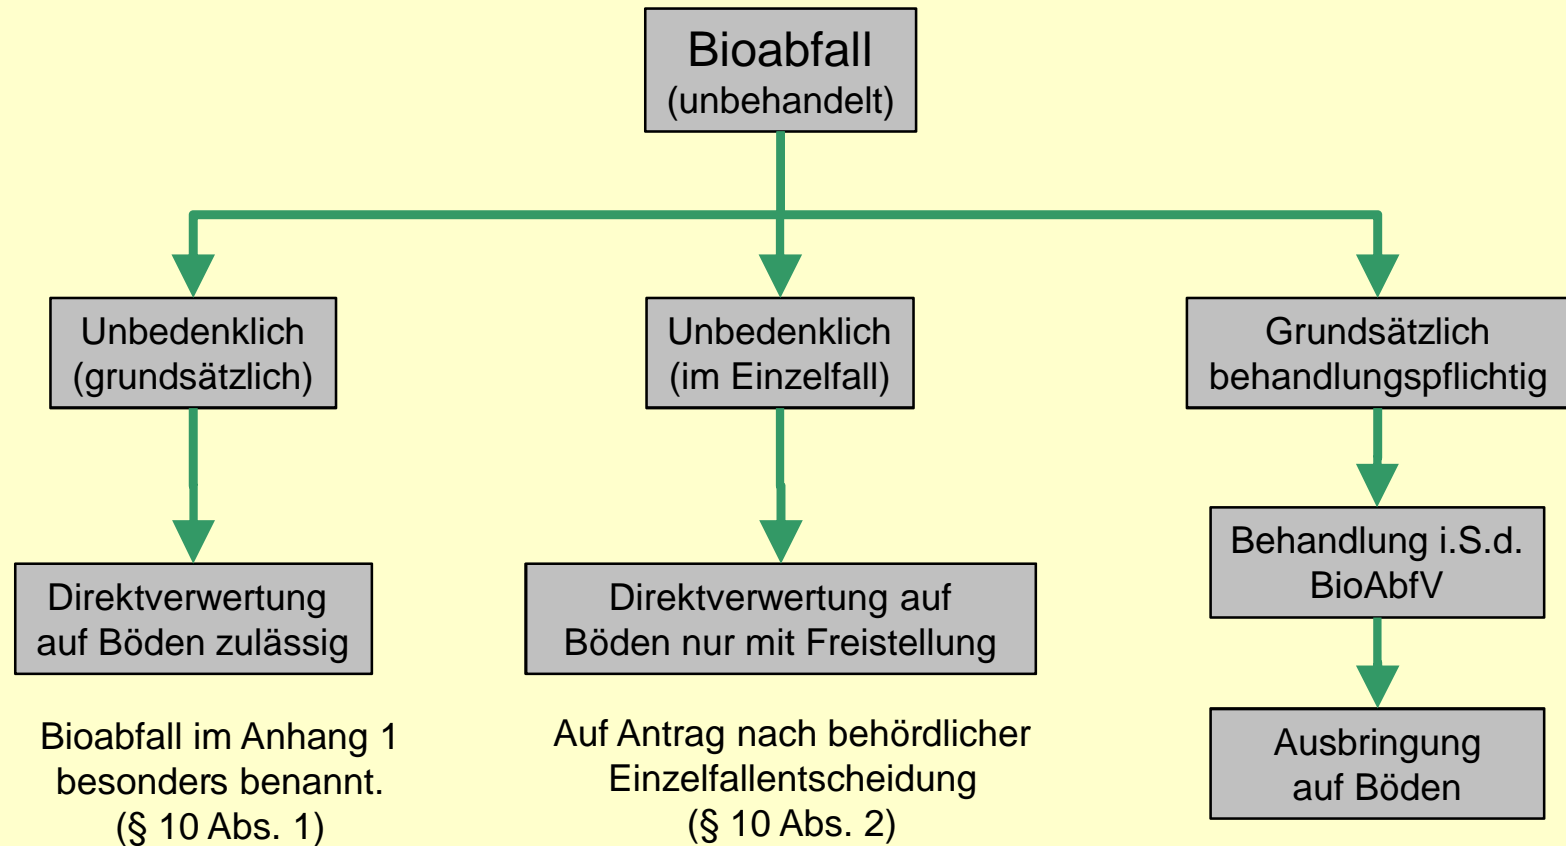 Bioabfall
(unbehandelt)
Unbedenklich
(grundsätzlich)
Unbedenklich
(im Einzelfall)
Grundsätzlich
behandlungspflichtig
Direktverwertung
auf Böden zulässig
Direktverwertung auf
Böden nur mit Freistellung
Behandlung i.S.d.
BioAbfV
Bioabfall im Anhang 1
besonders benannt.
(§ 10 Abs. 1)
Auf Antrag nach behördlicher
Einzelfallentscheidung
(§ 10 Abs. 2)
Ausbringung
auf Böden